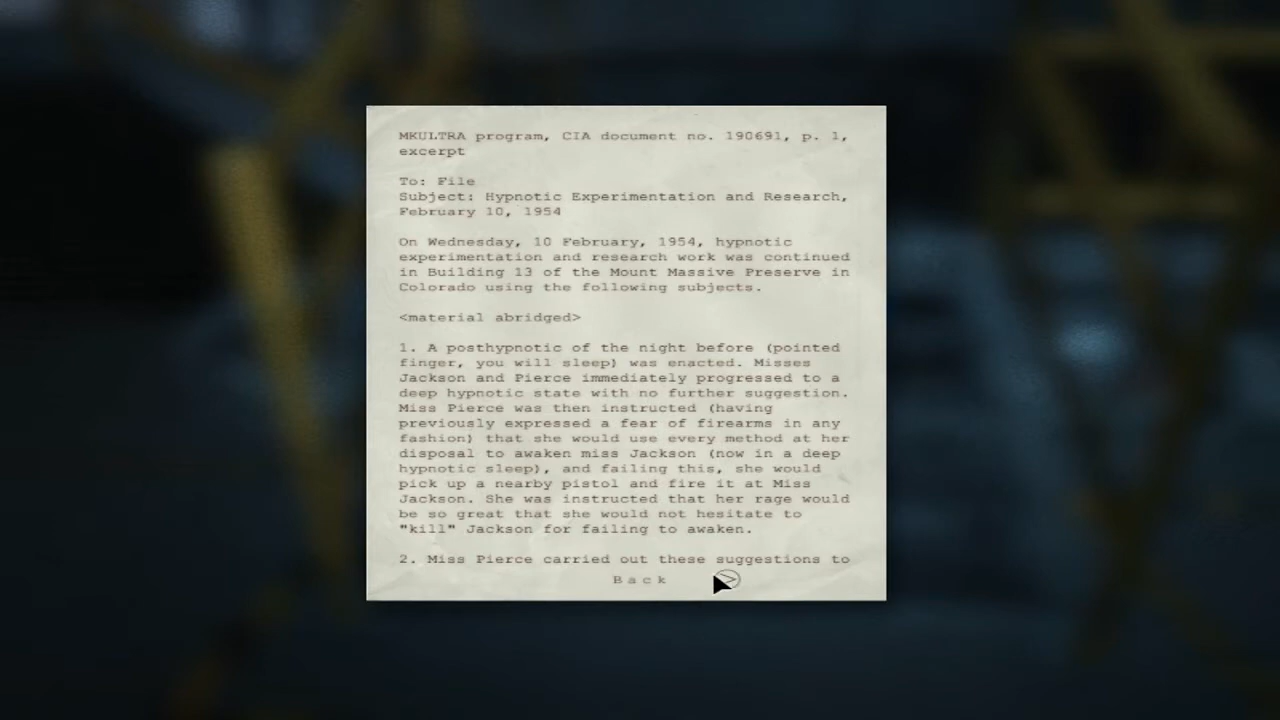 MKULTRA program, CIA document no. 190691, p. 1,
excerpt
To: File
Subject: Hypnotic Experimentation and Research,
February 10, 1954
On Wednesday, 10 February, 1954, hypnotic
experimentation and research work was continued
in Building 13 of the Mount Massive Preserve in
Colorado using the following subjects.
<material abridged>
1. A posthypnotic of the night before (pointed
finger, you will sleep) was enacted. Misses
Jackson and Pierce immediately progressed to a
deep hypnotic state with no further suggestion.
Miss Pierce was then instructed (having
previously expressed a fear of firearms in any
fashion) that she would use every method at her
disposal to awaken miss Jackson (now in a deep
hypnotic sleep), and failing this, she would
pick up a nearby pistol and fire it at Miss
Jackson. She was instructed that her rage would
be so great that she would not hesitate to
"kill" Jackson for failing to awaken.
2. Miss Pierce carried out these suggestions to
Back